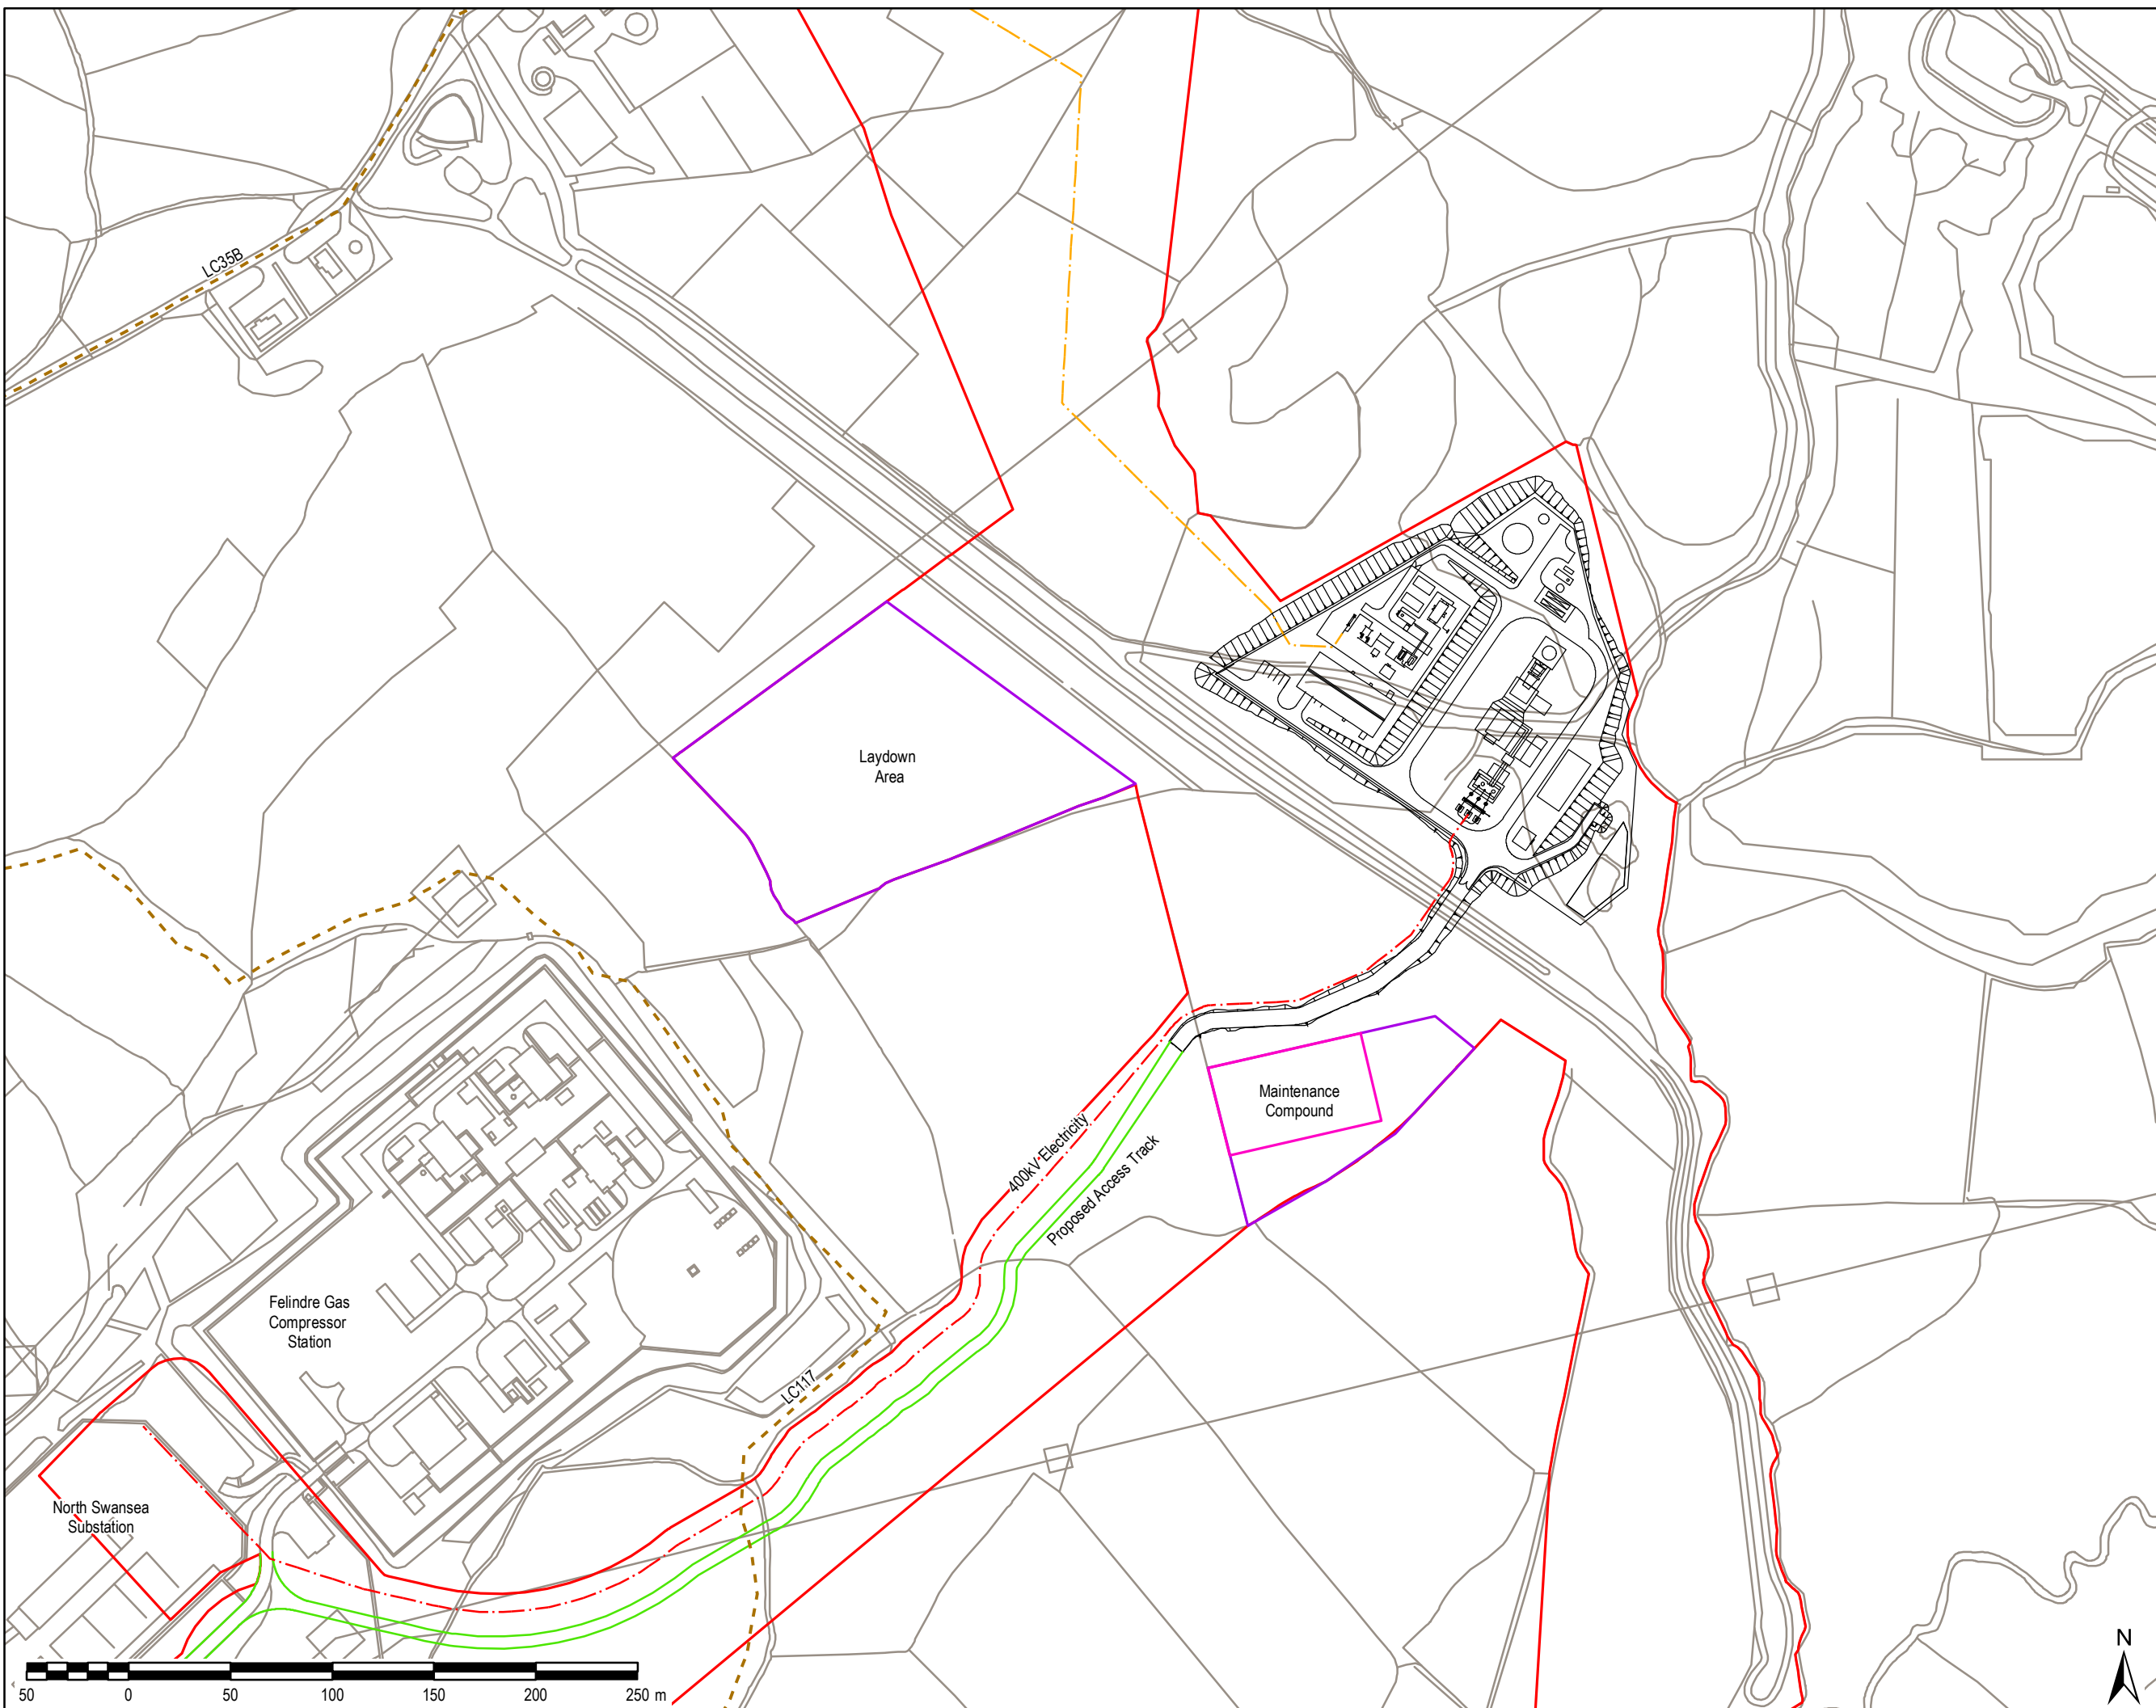 LC35B
Laydown
Area
Maintenance
Compound
400kV Electricity
Proposed Access Track
Felindre Gas
Compressor
Station
LC117
North Swansea
Substation
N
50 0 50 100 150 200 250 m